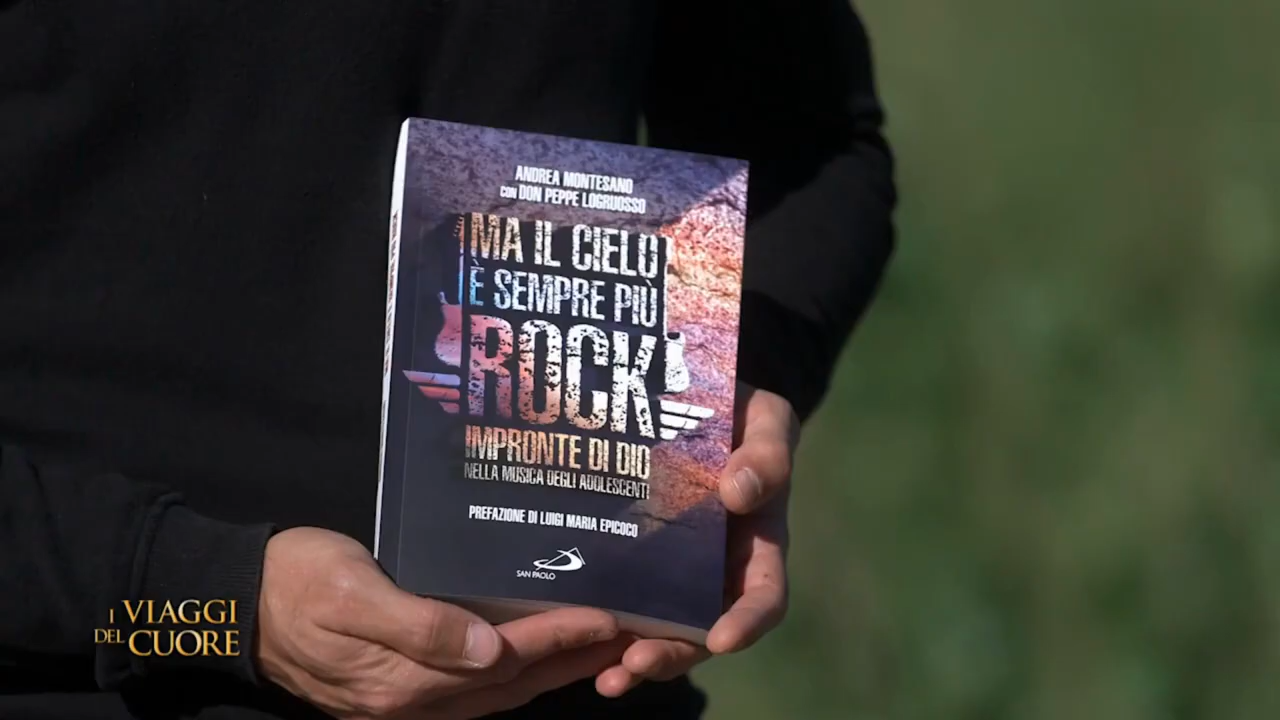 ANDREA MONTESANO
CON DON PEPPE LOGRUOSSO
MA IL CIELO
È SEMPRE PIÙ
ROCK
IMPRONTE DI DIO
NELLA MUSICA DEGLI ADOLESCENTI
PREFAZIONE DI LUIGI MARIA EPICOCO
SAN PAOLO
I VIAGGI
DEL CUORE